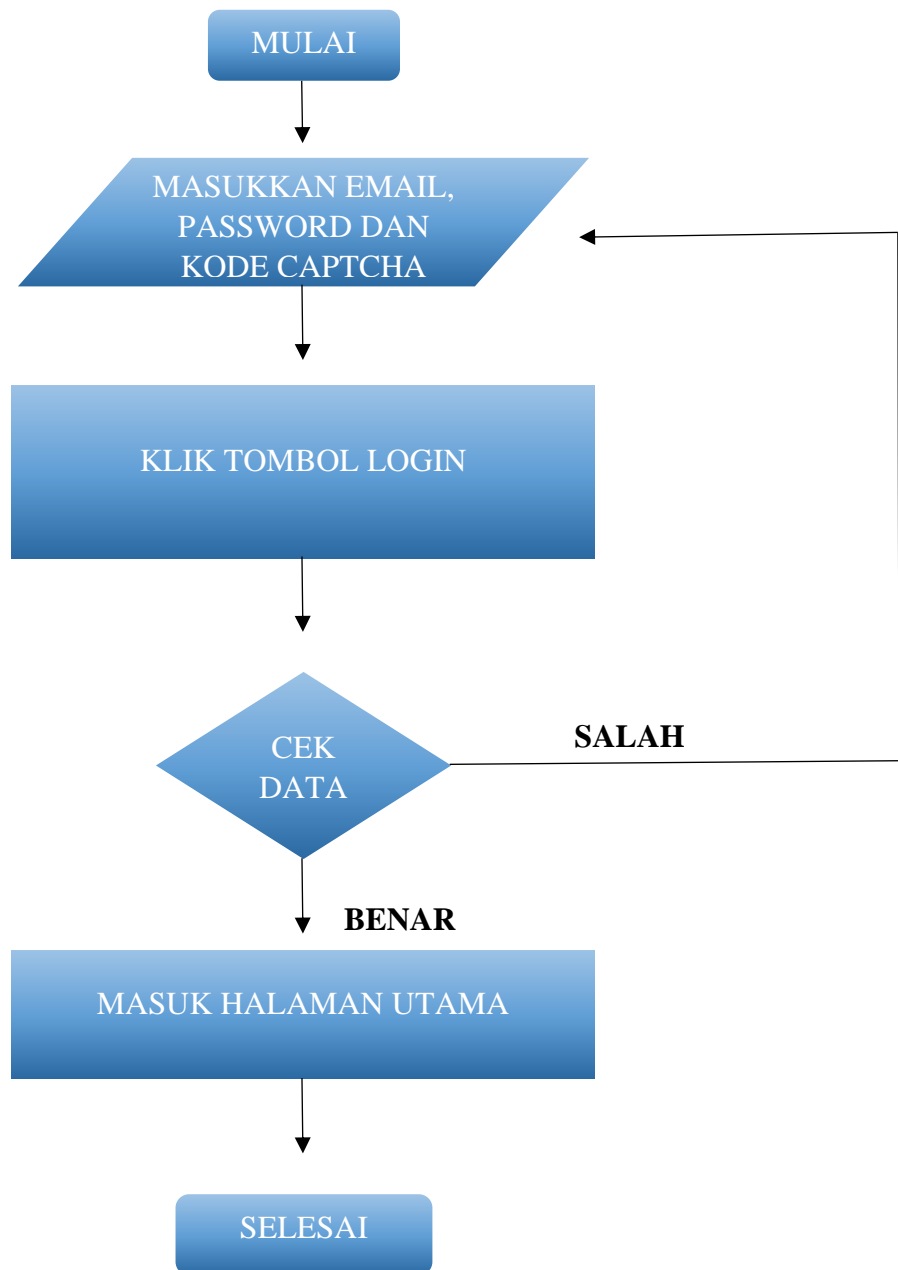 MULAI
MASUKKAN EMAIL,
PASSWORD DAN
KODE CAPTCHA
KLIK TOMBOL LOGIN
CEK
DATA
SALAH
BENAR
MASUK HALAMAN UTAMA
SELESAI